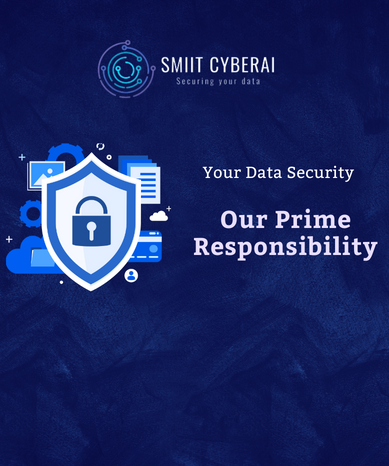 SMIIT CYBERAI
Securing your data
Your Data Security
Our Prime
Responsibility